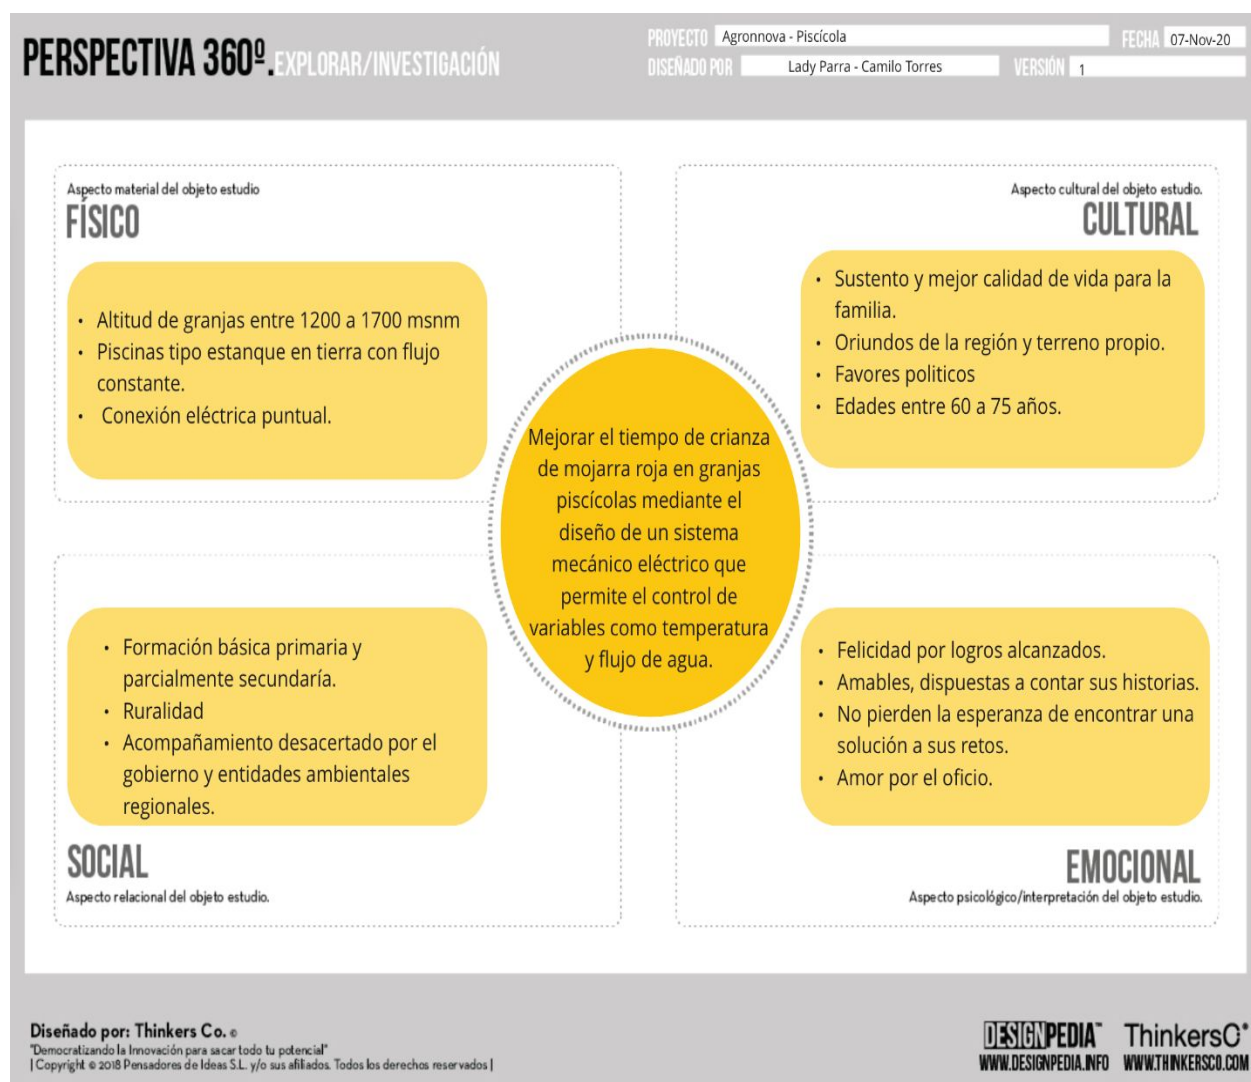 PERSPECTIVA 360º.EXPLORAR/INVESTIGACIÓN
PROYECTO Agronnova - Piscícola FECHA 07-Nov-20
DISEÑADO POR Lady Parra - Camilo Torres VERSIÓN 1
Aspecto material del objeto estudio
FÍSICO
• Altitud de granjas entre 1200 a 1700 msnm
• Piscinas tipo estanque en tierra con flujo
constante.
• Conexión eléctrica puntual.
Aspecto cultural del objeto estudio.
CULTURAL
• Sustento y mejor calidad de vida para la
familia.
• Oriundos de la región y terreno propio.
• Favores politicos
• Edades entre 60 a 75 años.
Mejorar el tiempo de crianza
de mojarra roja en granjas
piscícolas mediante el
diseño de un sistema
mecánico eléctrico que
permite el control de
variables como temperatura
y flujo de agua.
• Formación básica primaria y
parcialmente secundaría.
• Ruralidad
• Acompañamiento desacertado por el
gobierno y entidades ambientales
regionales.
SOCIAL
Aspecto relacional del objeto estudio.
• Felicidad por logros alcanzados.
• Amables, dispuestas a contar sus historias.
• No pierden la esperanza de encontrar una
solución a sus retos.
• Amor por el oficio.
EMOCIONAL
Aspecto psicológico/interpretación del objeto estudio.
Diseñado por: Thinkers Co. ©
"Democratizando la Innovación para sacar todo tu potencial"
| Copyright © 2018 Pensadores de Ideas S.L. y/o sus afiliados. Todos los derechos reservados |
DESIGNPEDIA™
WWW.DESIGNPEDIA.INFO
ThinkersC°
WWW.THINKERSCO.COM